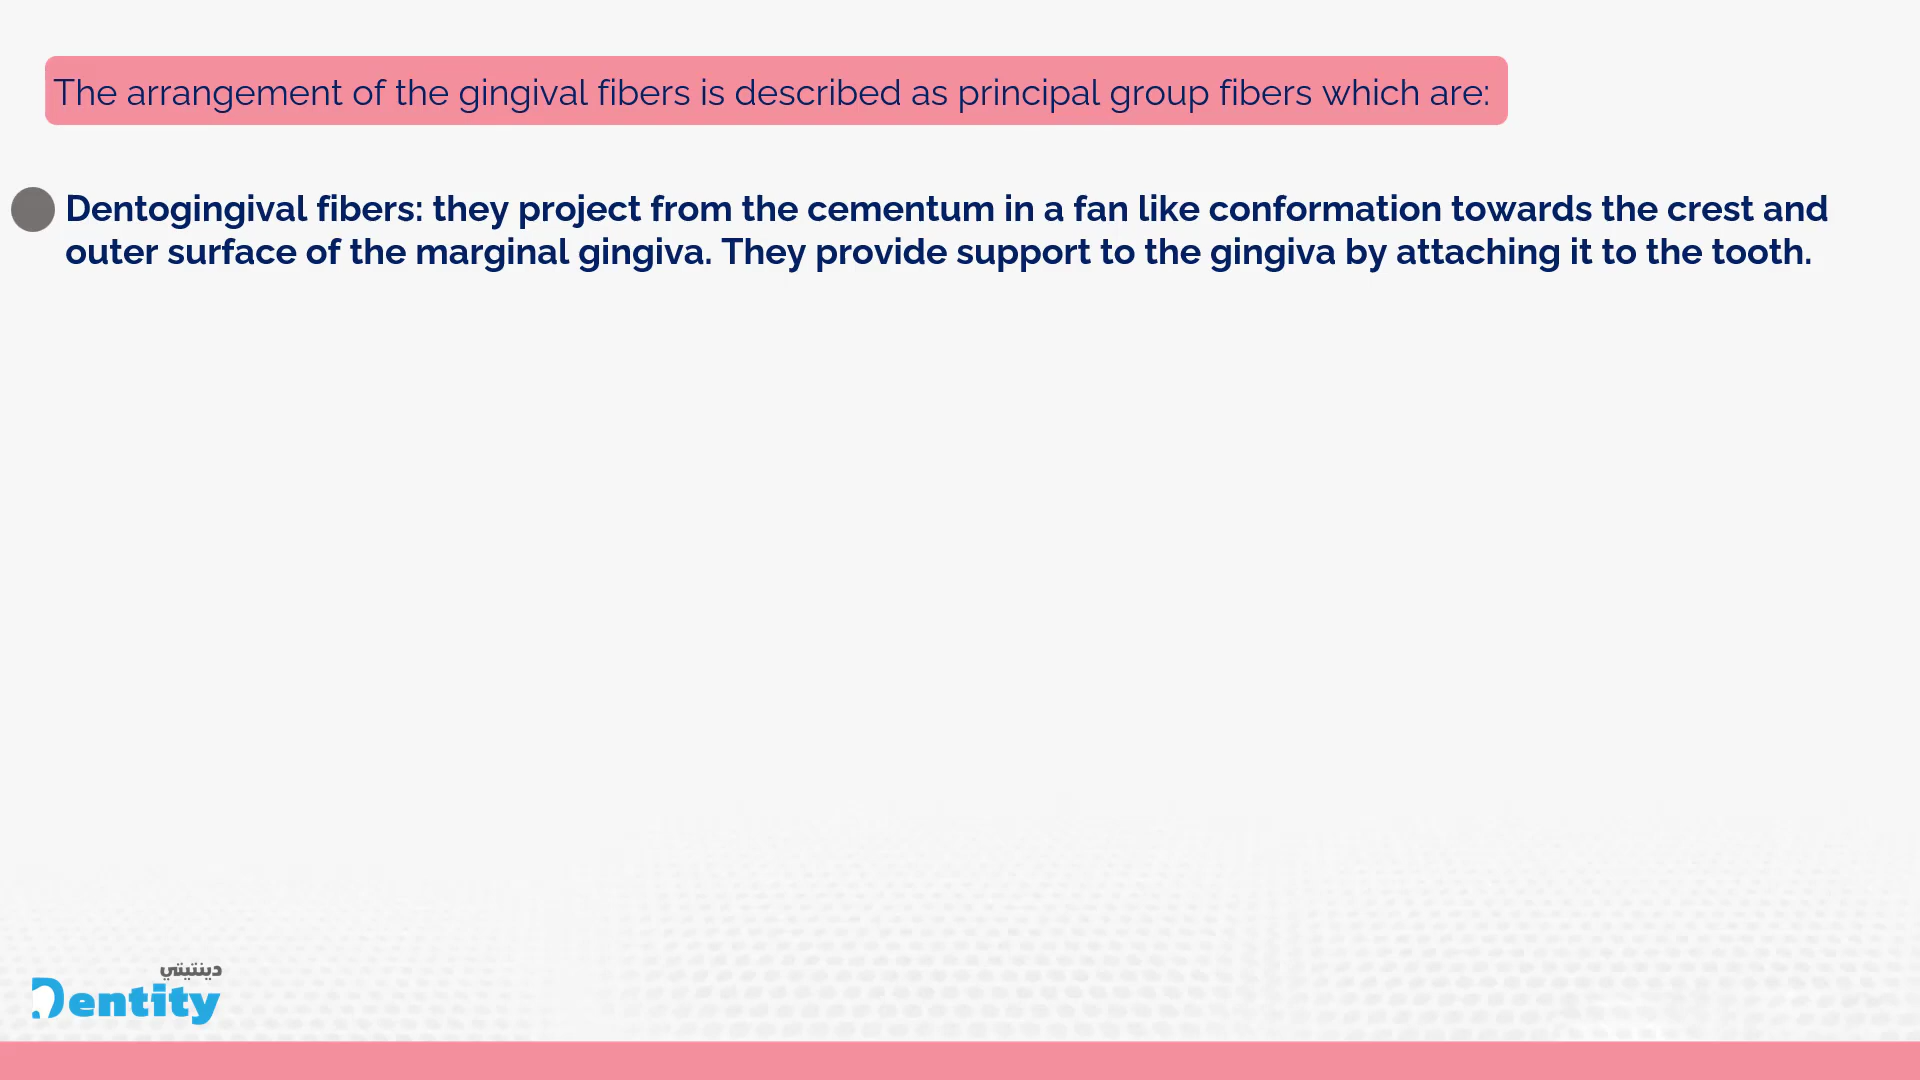 The arrangement of the gingival fibers is described as principal group fibers which are:
Dentogingival fibers: they project from the cementum in a fan like conformation towards the crest and
outer surface of the marginal gingiva. They provide support to the gingiva by attaching it to the tooth.
دينتيتي
Dentity